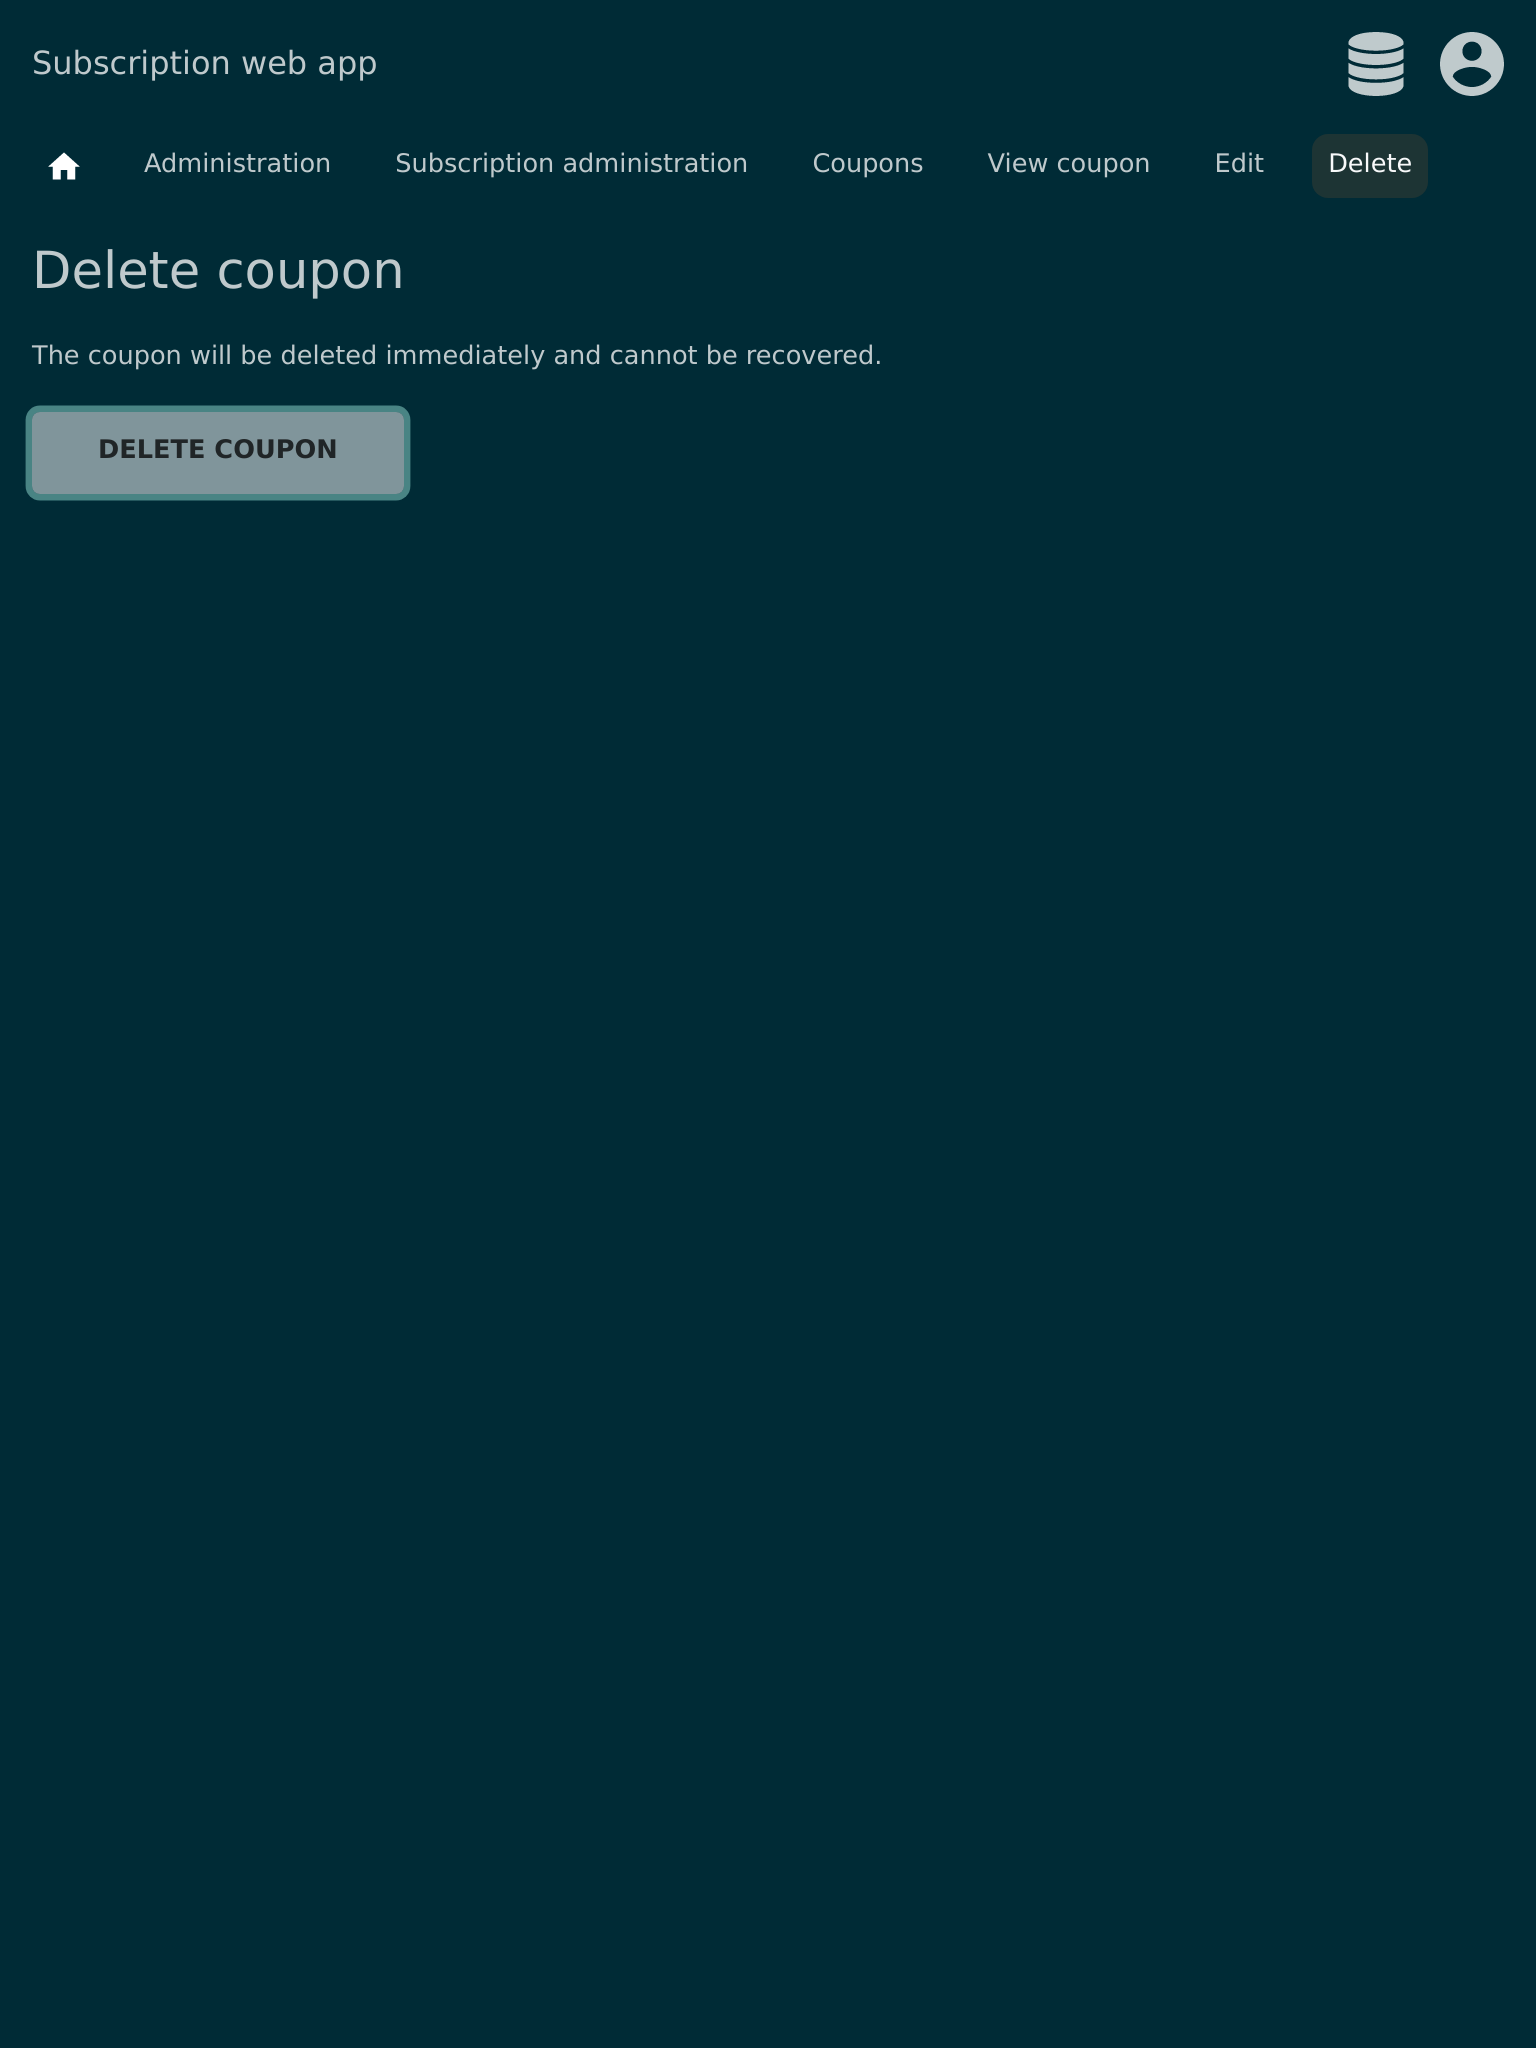 Subscription web app
Administration Subscription administration Coupons View coupon Edit Delete
Delete coupon
The coupon will be deleted immediately and cannot be recovered.
DELETE COUPON